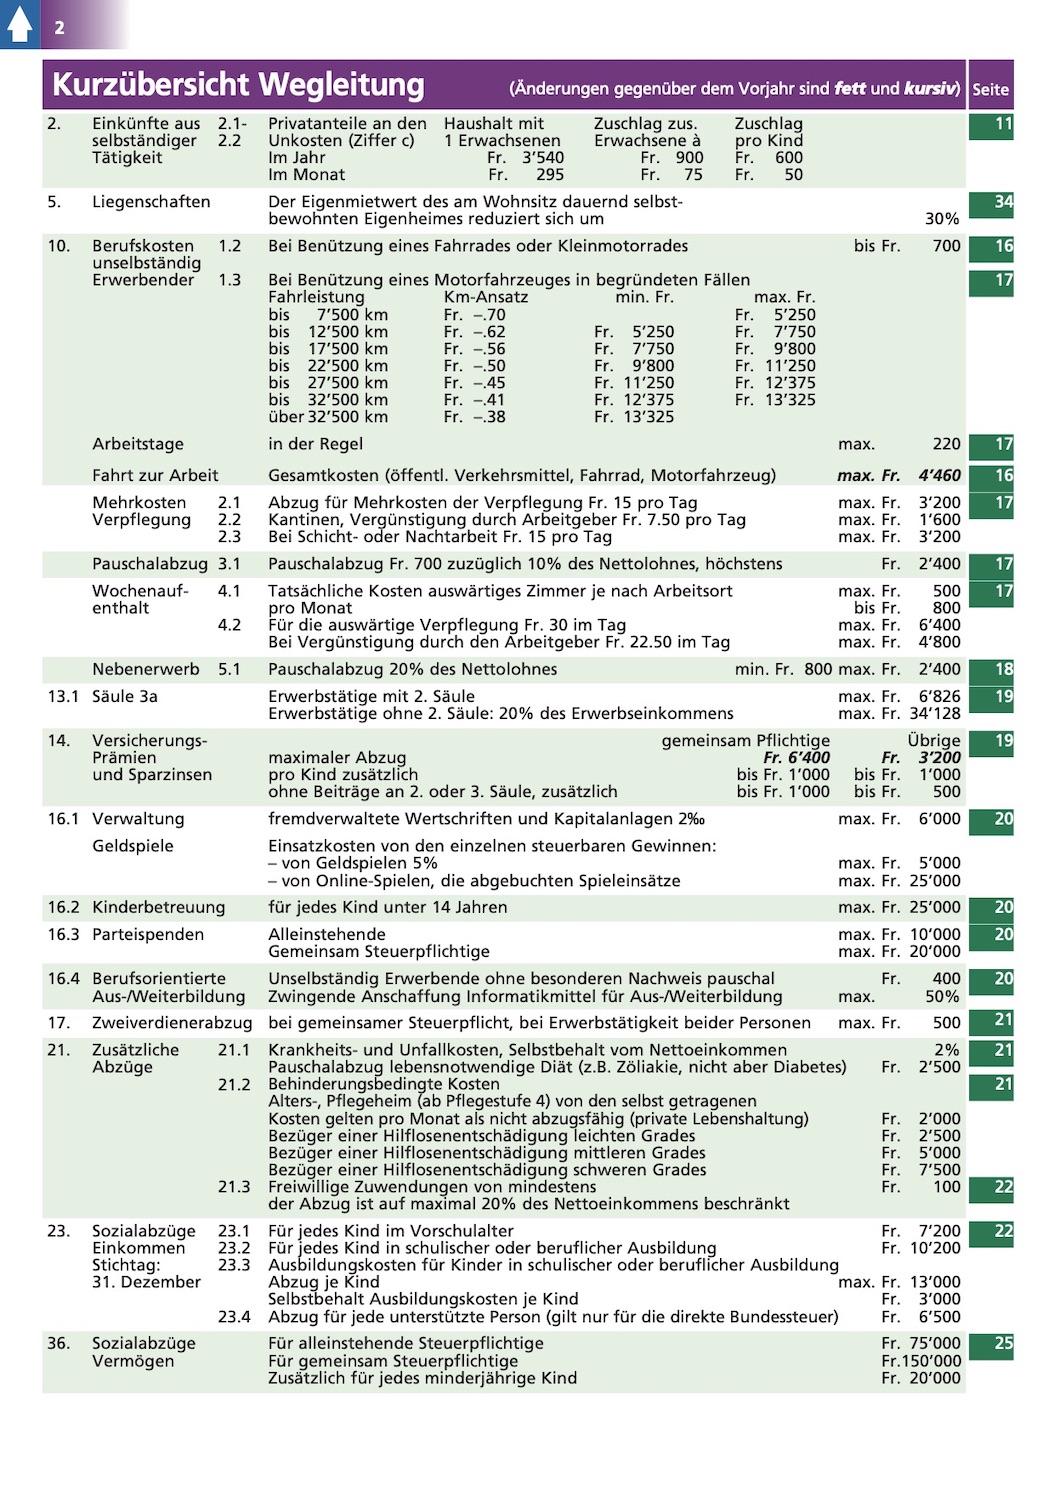 2
Kurzübersicht Wegleitung (Änderungen gegenüber dem Vorjahr sind fett und kursiv) Seite
2. Einkünfte aus 2.1- Privatanteile an den Haushalt mit Zuschlag zus. Zuschlag 11
selbständiger 2.2 Unkosten (Ziffer c) 1 Erwachsenen Erwachsene à pro Kind
Tätigkeit Im Jahr Fr. 3’540 Fr. 900 Fr. 600
Im Monat Fr. 295 Fr. 75 Fr. 50
5. Liegenschaften Der Eigenmietwert des am Wohnsitz dauernd selbst- 34
bewohnten Eigenheimes reduziert sich um 30%
10. Berufskosten 1.2 Bei Benützung eines Fahrrades oder Kleinmotorrades bis Fr. 700 16
unselbständig
Erwerbender 1.3 Bei Benützung eines Motorfahrzeuges in begründeten Fällen 17
Fahrleistung Km-Ansatz min. Fr. max. Fr.
bis 7’500 km Fr. –.70 Fr. 5’250
bis 12’500 km Fr. –.62 Fr. 5’250 Fr. 7’750
bis 17’500 km Fr. –.56 Fr. 7’750 Fr. 9’800
bis 22’500 km Fr. –.50 Fr. 9’800 Fr. 11’250
bis 27’500 km Fr. –.45 Fr. 11’250 Fr. 12’375
bis 32’500 km Fr. –.41 Fr. 12’375 Fr. 13’325
über 32’500 km Fr. –.38 Fr. 13’325
Arbeitstage in der Regel max. 220 17
Fahrt zur Arbeit Gesamtkosten (öffentl. Verkehrsmittel, Fahrrad, Motorfahrzeug) max. Fr. 4’460 16
Mehrkosten 2.1 Abzug für Mehrkosten der Verpflegung Fr. 15 pro Tag max. Fr. 3’200 17
Verpflegung 2.2 Kantinen, Vergünstigung durch Arbeitgeber Fr. 7.50 pro Tag max. Fr. 1’600
2.3 Bei Schicht- oder Nachtarbeit Fr. 15 pro Tag max. Fr. 3’200
Pauschalabzug 3.1 Pauschalabzug Fr. 700 zuzüglich 10% des Nettolohnes, höchstens Fr. 2’400 17
Wochenauf- 4.1 Tatsächliche Kosten auswärtiges Zimmer je nach Arbeitsort max. Fr. 500 17
enthalt pro Monat bis Fr. 800
4.2 Für die auswärtige Verpflegung Fr. 30 im Tag max. Fr. 6’400
Bei Vergünstigung durch den Arbeitgeber Fr. 22.50 im Tag max. Fr. 4’800
Nebenerwerb 5.1 Pauschalabzug 20% des Nettolohnes min. Fr. 800 max. Fr. 2’400 18
13.1 Säule 3a Erwerbstätige mit 2. Säule max. Fr. 6’826 19
Erwerbstätige ohne 2. Säule: 20% des Erwerbseinkommens max. Fr. 34’128
14. Versicherungs- gemeinsam Pflichtige Übrige 19
Prämien maximaler Abzug Fr. 6’400 Fr. 3’200
und Sparzinsen pro Kind zusätzlich bis Fr. 1’000 bis Fr. 1’000
ohne Beiträge an 2. oder 3. Säule, zusätzlich bis Fr. 1’000 bis Fr. 500
16.1 Verwaltung fremdverwaltete Wertschriften und Kapitalanlagen 2‰ max. Fr. 6’000 20
Geldspiele Einsatzkosten von den einzelnen steuerbaren Gewinnen:
– von Geldspielen 5% max. Fr. 5’000
– von Online-Spielen, die abgebuchten Spieleinsätze max. Fr. 25’000
16.2 Kinderbetreuung für jedes Kind unter 14 Jahren max. Fr. 25’000 20
16.3 Parteispenden Alleinstehende max. Fr. 10’000 20
Gemeinsam Steuerpflichtige max. Fr. 20’000
16.4 Berufsorientierte Unselbständig Erwerbende ohne besonderen Nachweis pauschal Fr. 400 20
Aus-/Weiterbildung Zwingende Anschaffung Informatikmittel für Aus-/Weiterbildung max. 50%
17. Zweiverdienerabzug bei gemeinsamer Steuerpflicht, bei Erwerbstätigkeit beider Personen max. Fr. 500 21
21. Zusätzliche 21.1 Krankheits- und Unfallkosten, Selbstbehalt vom Nettoeinkommen 2% 21
Abzüge Pauschalabzug lebensnotwendige Diät (z.B. Zöliakie, nicht aber Diabetes) Fr. 2’500
21.2 Behinderungsbedingte Kosten 21
Alters-, Pflegeheim (ab Pflegestufe 4) von den selbst getragenen
Kosten gelten pro Monat als nicht abzugsfähig (private Lebenshaltung) Fr. 2’000
Bezüger einer Hilflosenentschädigung leichten Grades Fr. 2’500
Bezüger einer Hilflosenentschädigung mittleren Grades Fr. 5’000
Bezüger einer Hilflosenentschädigung schweren Grades Fr. 7’500
21.3 Freiwillige Zuwendungen von mindestens Fr. 100 22
der Abzug ist auf maximal 20% des Nettoeinkommens beschränkt
23. Sozialabzüge 23.1 Für jedes Kind im Vorschulalter Fr. 7’200 22
Einkommen 23.2 Für jedes Kind in schulischer oder beruflicher Ausbildung Fr. 10’200
Stichtag: 23.3 Ausbildungskosten für Kinder in schulischer oder beruflicher Ausbildung
31. Dezember Abzug je Kind max. Fr. 13’000
Selbstbehalt Ausbildungskosten je Kind Fr. 3’000
23.4 Abzug für jede unterstützte Person (gilt nur für die direkte Bundessteuer) Fr. 6’500
36. Sozialabzüge Für alleinstehende Steuerpflichtige Fr. 75’000 25
Vermögen Für gemeinsam Steuerpflichtige Fr.150’000
Zusätzlich für jedes minderjährige Kind Fr. 20’000